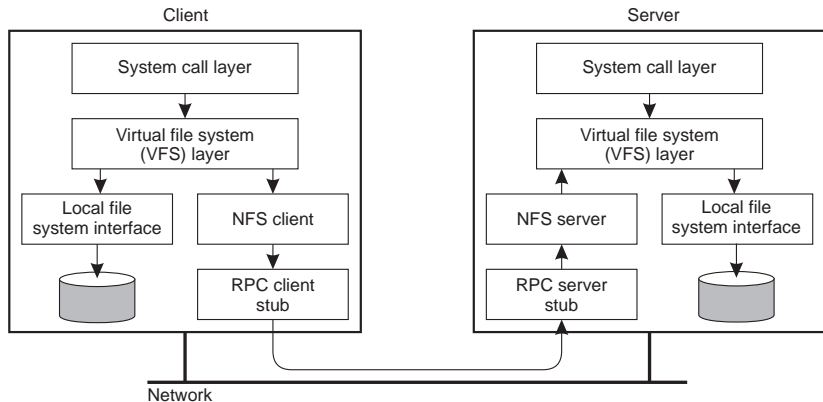 Client
Server
System call layer
System call layer
Virtual file system
(VFS) layer
Virtual file system
(VFS) layer
Local file
system interface
NFS client
NFS server
Local file
system interface
RPC client
stub
RPC server
stub
Network